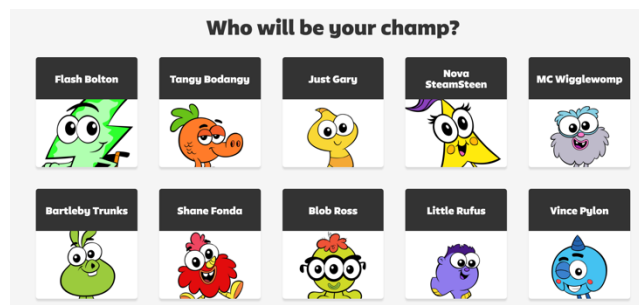 Who will be your champ?
Flash Bolton
Tangy Bodangy
Just Gary
Nova
SteamSteen
MC Wigglewomp
Bartleby Trunks
Shane Fonda
Blob Ross
Little Rufus
Vince Pylon